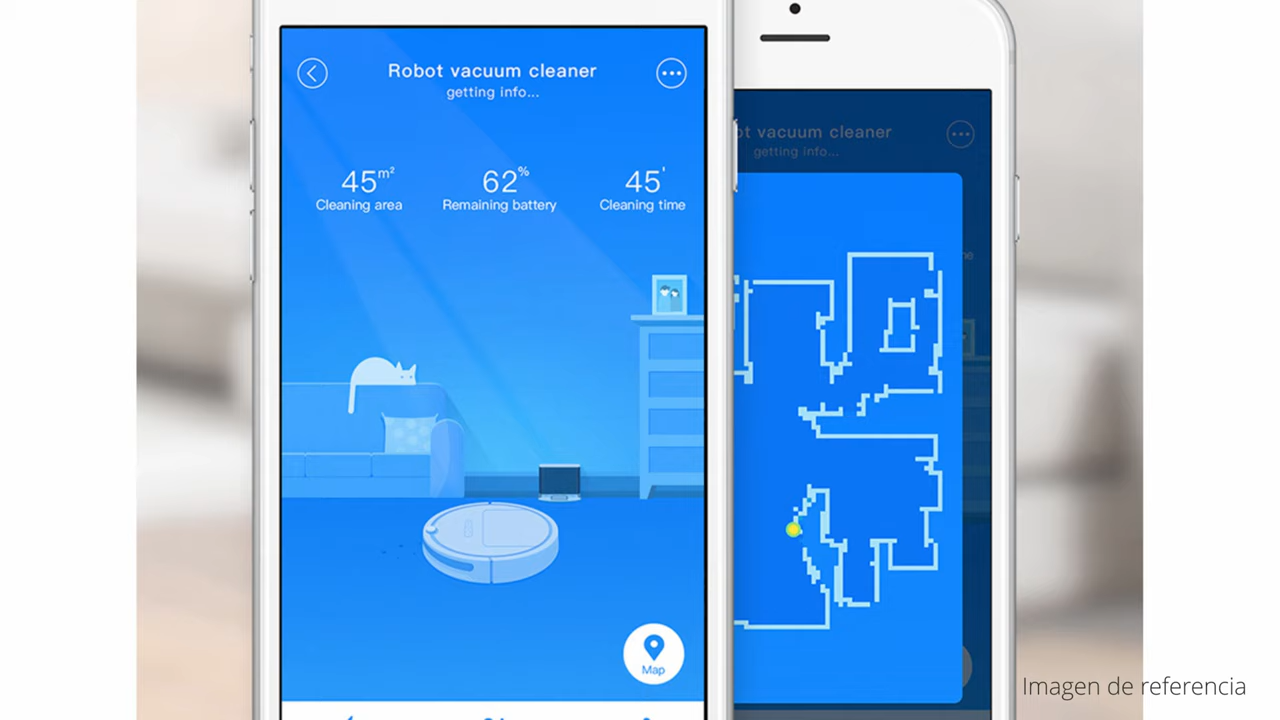 Robot vacuum cleaner
getting info...
45m²
Cleaning area
62%
Remaining battery
45'
Cleaning time
Map
vacuum cleaner
getting info...
Imagen de referencia